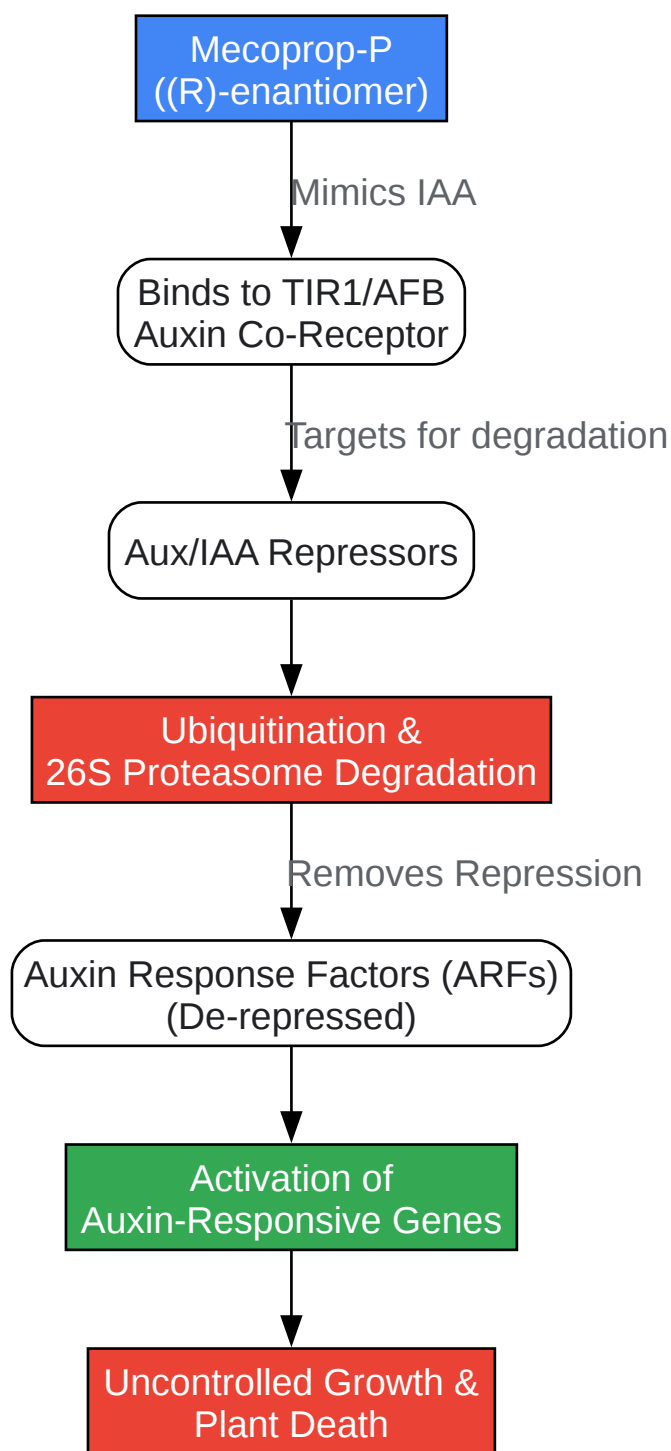 Mecoprop-P
((R)-enantiomer)
Mimics IAA
Binds to TIR1/AFB
Auxin Co-Receptor
Targets for degradation
Aux/IAA Repressors
Ubiquitination &
26S Proteasome Degradation
Removes Repression
Auxin Response Factors (ARFs)
(De-repressed)
Activation of
Auxin-Responsive Genes
Uncontrolled Growth &
Plant Death